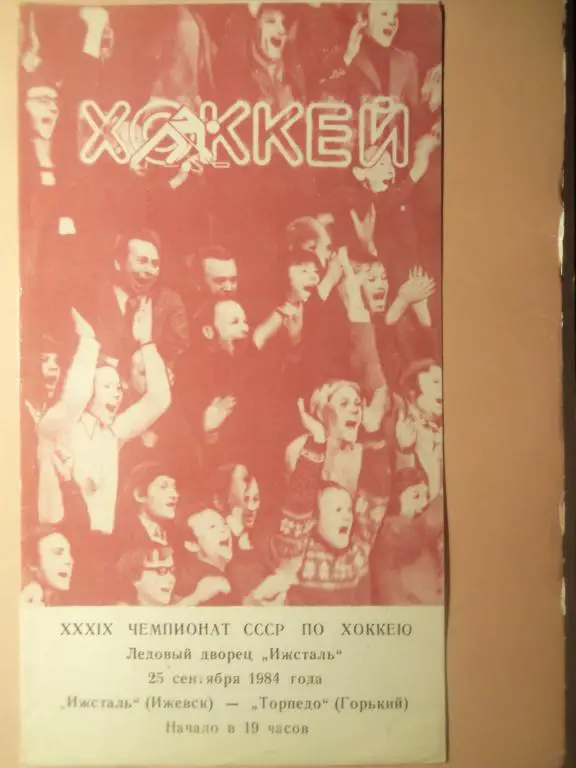 ХОККЕЙ
XXXIX ЧЕМПИОНАТ СССР ПО ХОККЕЮ
Ледовый дворец „Ижсталь"
25 сентября 1984 года
„Ижсталь" (Ижевск) — „Торпедо" (Горький)
Начало в 19 часов